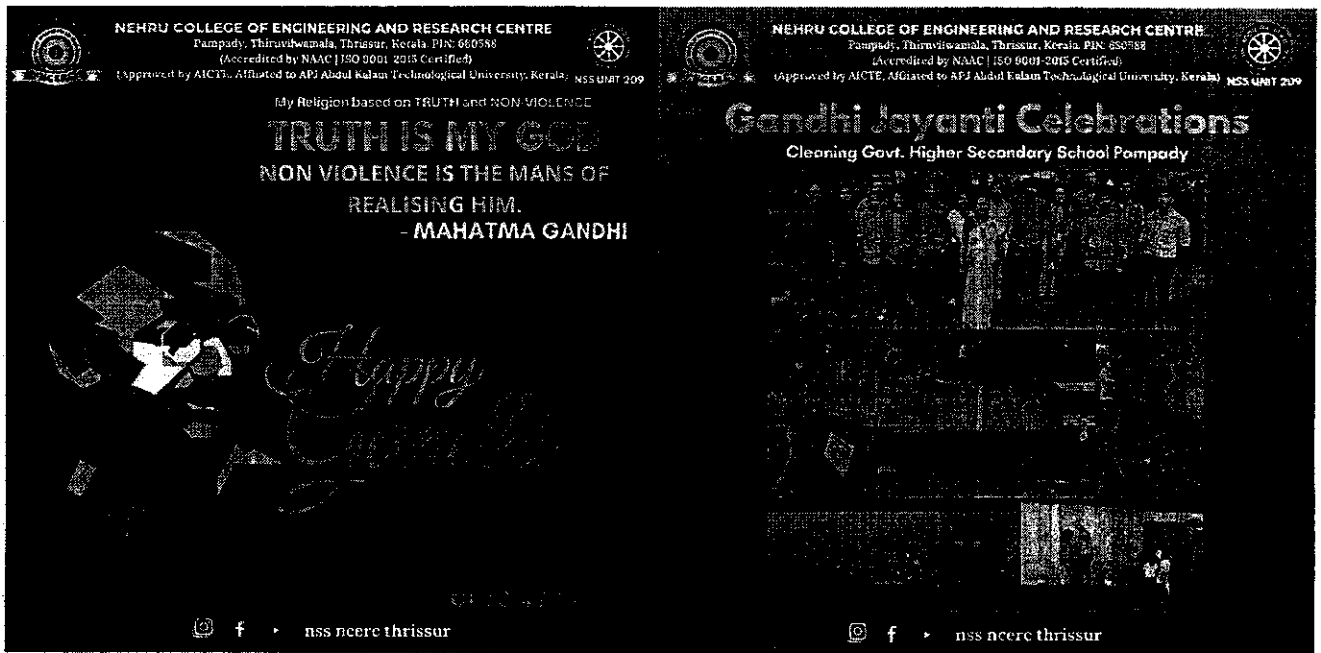 NEHRU COLLEGE OF ENGINEERING AND RESEARCH CENTRE
Pampady, Thiruvilwamala, Thrissur, Kerala. PIN: 680588
(Accredited by NAAC | ISO 9001-2015 Certified)
(Approved by AICTE, Affiliated to APJ Abdul Kalam Technological University, Kerala)
NSS UNIT 209
My Religion based on TRUTH and NON-VIOLENCE
TRUTH IS MY GOD
NON VIOLENCE IS THE MANS OF
REALISING HIM.
- MAHATMA GANDHI
Happy
nss ncerc thrissur
NEHRU COLLEGE OF ENGINEERING AND RESEARCH CENTRE
Pampady, Thiruvilwamala, Thrissur, Kerala. PIN: 680588
(Accredited by NAAC | ISO 9001-2015 Certified)
(Approved by AICTE, Affiliated to APJ Abdul Kalam Technological University, Kerala)
NSS UNIT 209
Gandhi Jayanti Celebrations
Cleaning Govt. Higher Secondary School Pampady
nss ncerc thrissur